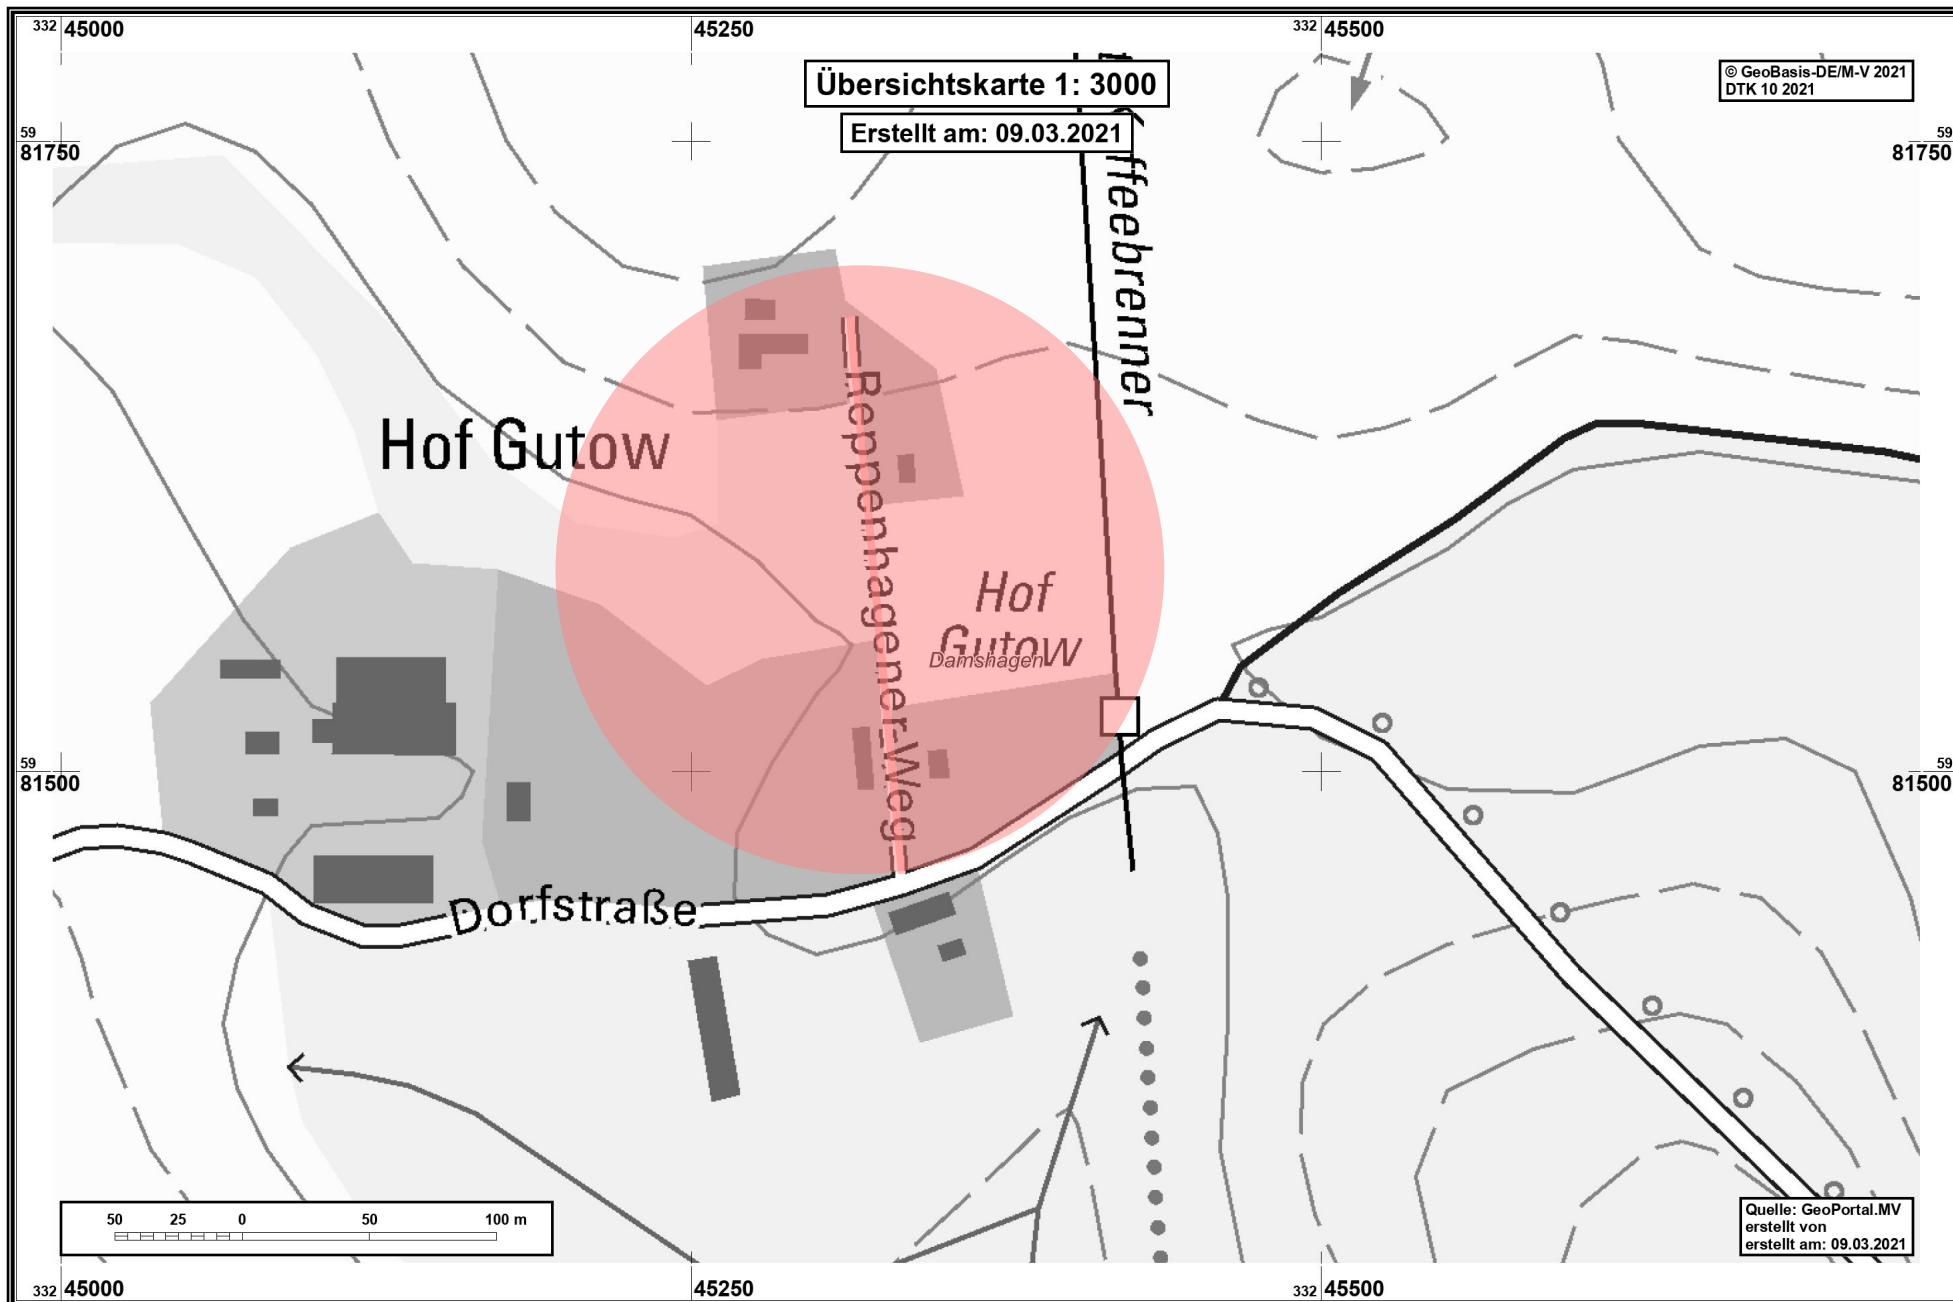 332 45000 45250 332 45500
Übersichtskarte 1: 3000
Erstellt am: 09.03.2021
© GeoBasis-DE/M-V 2021
DTK 10 2021
59
81750
59
81750
ffeebrenner
Hof Gutow
Reppenhagener-Weg
Hof
Gutow
Damshagen
59
81500
59
81500
Dorfstraße
50 25 0 50 100 m
Quelle: GeoPortal.MV
erstellt von
erstellt am: 09.03.2021
332 45000 45250 332 45500